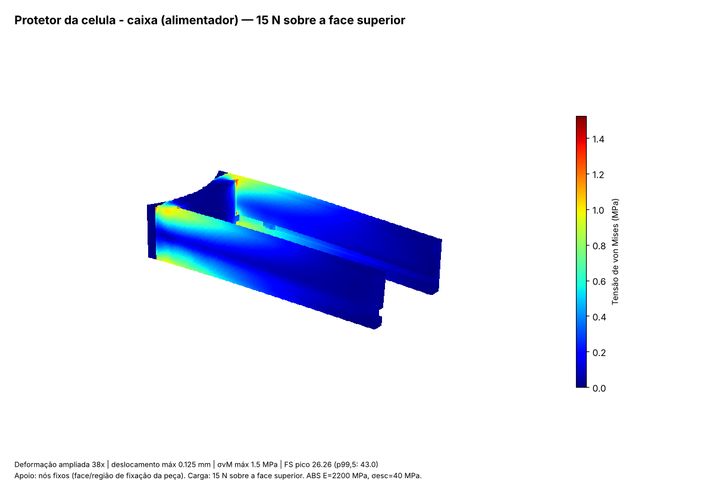 Protetor da celula - caixa (alimentador) — 15 N sobre a face superior
1.4
1.2
1.0
0.8
0.6
0.4
0.2
0.0
Tensão de von Mises (MPa)
Deformação ampliada 38x | deslocamento máx 0.125 mm | σvM máx 1.5 MPa | FS pico 26.26 (p99,5: 43.0)
Apoio: nós fixos (face/região de fixação da peça). Carga: 15 N sobre a face superior. ABS E=2200 MPa, σesc=40 MPa.